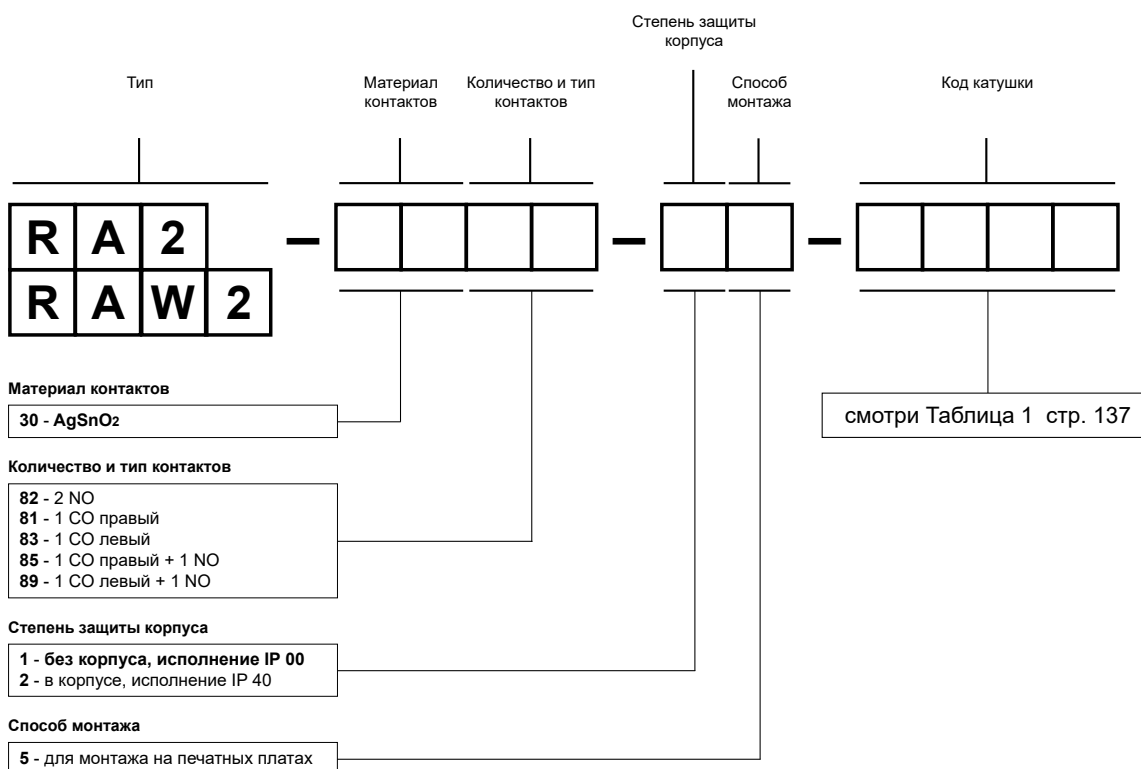 Степень защиты
корпуса
Тип
Материал
контактов
Количество и тип
контактов
Способ
монтажа
Код катушки
R A 2 – – –
R A W 2
Материал контактов
30 - AgSnO2
смотри Таблица 1 стр. 137
Количество и тип контактов
82 - 2 NO
81 - 1 CO правый
83 - 1 CO левый
85 - 1 CO правый + 1 NO
89 - 1 CO левый + 1 NO
Степень защиты корпуса
1 - без корпуса, исполнение IP 00
2 - в корпусе, исполнение IP 40
Способ монтажа
5 - для монтажа на печатных платах